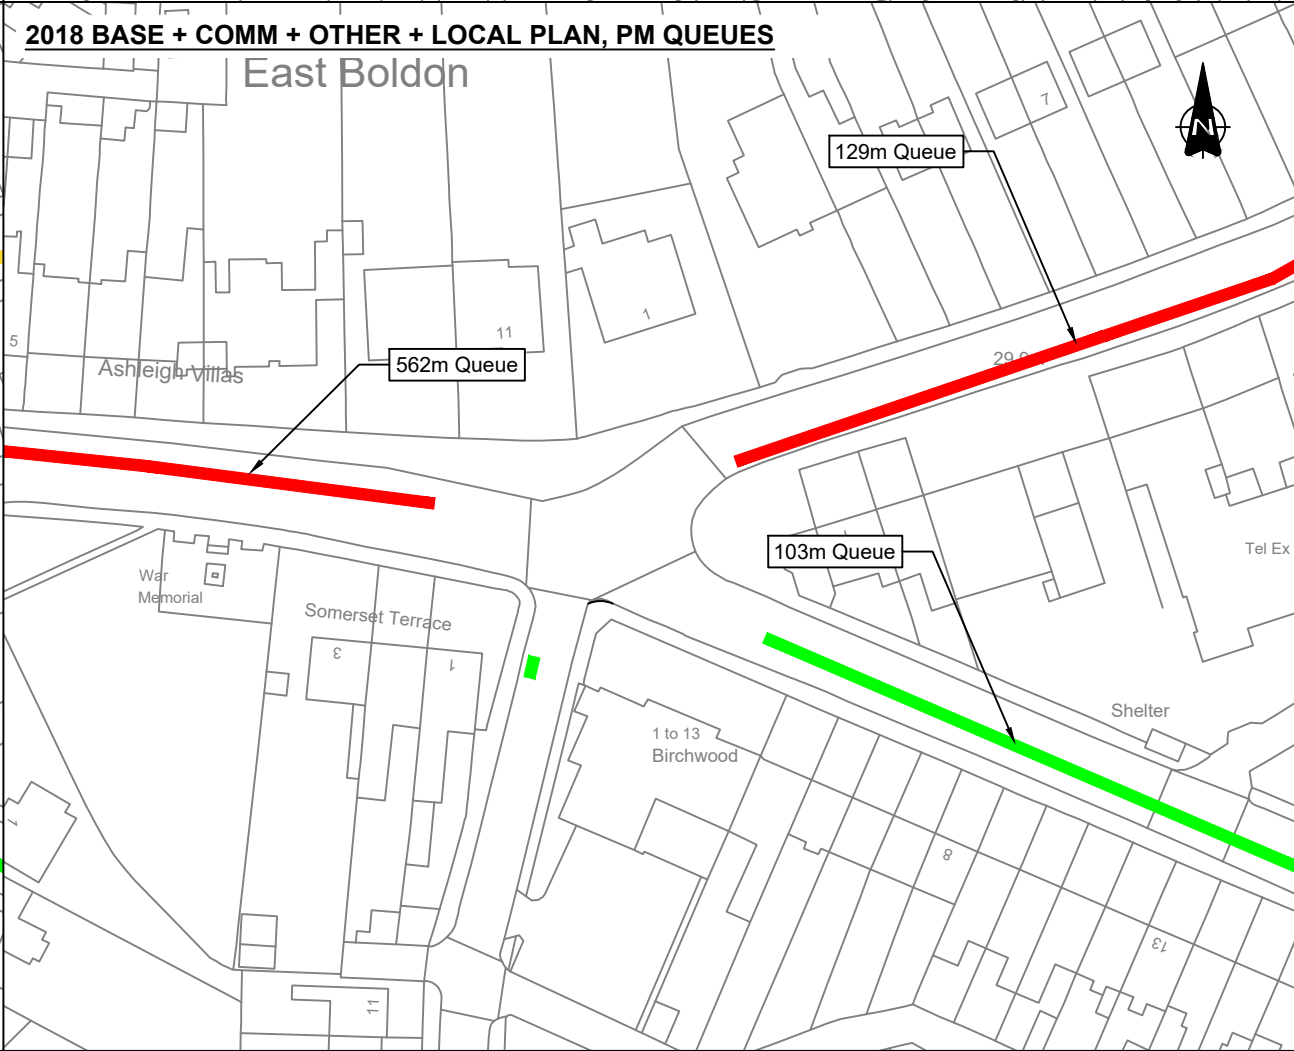 2018 BASE + COMM + OTHER + LOCAL PLAN, PM QUEUES
East Boldon
7
N
129m Queue
1
11
5
562m Queue
Ashleigh Villas
29.9
103m Queue
Tel Ex
War
Memorial
Somerset Terrace
3
1
Shelter
1 to 13
Birchwood
1
8
13
11